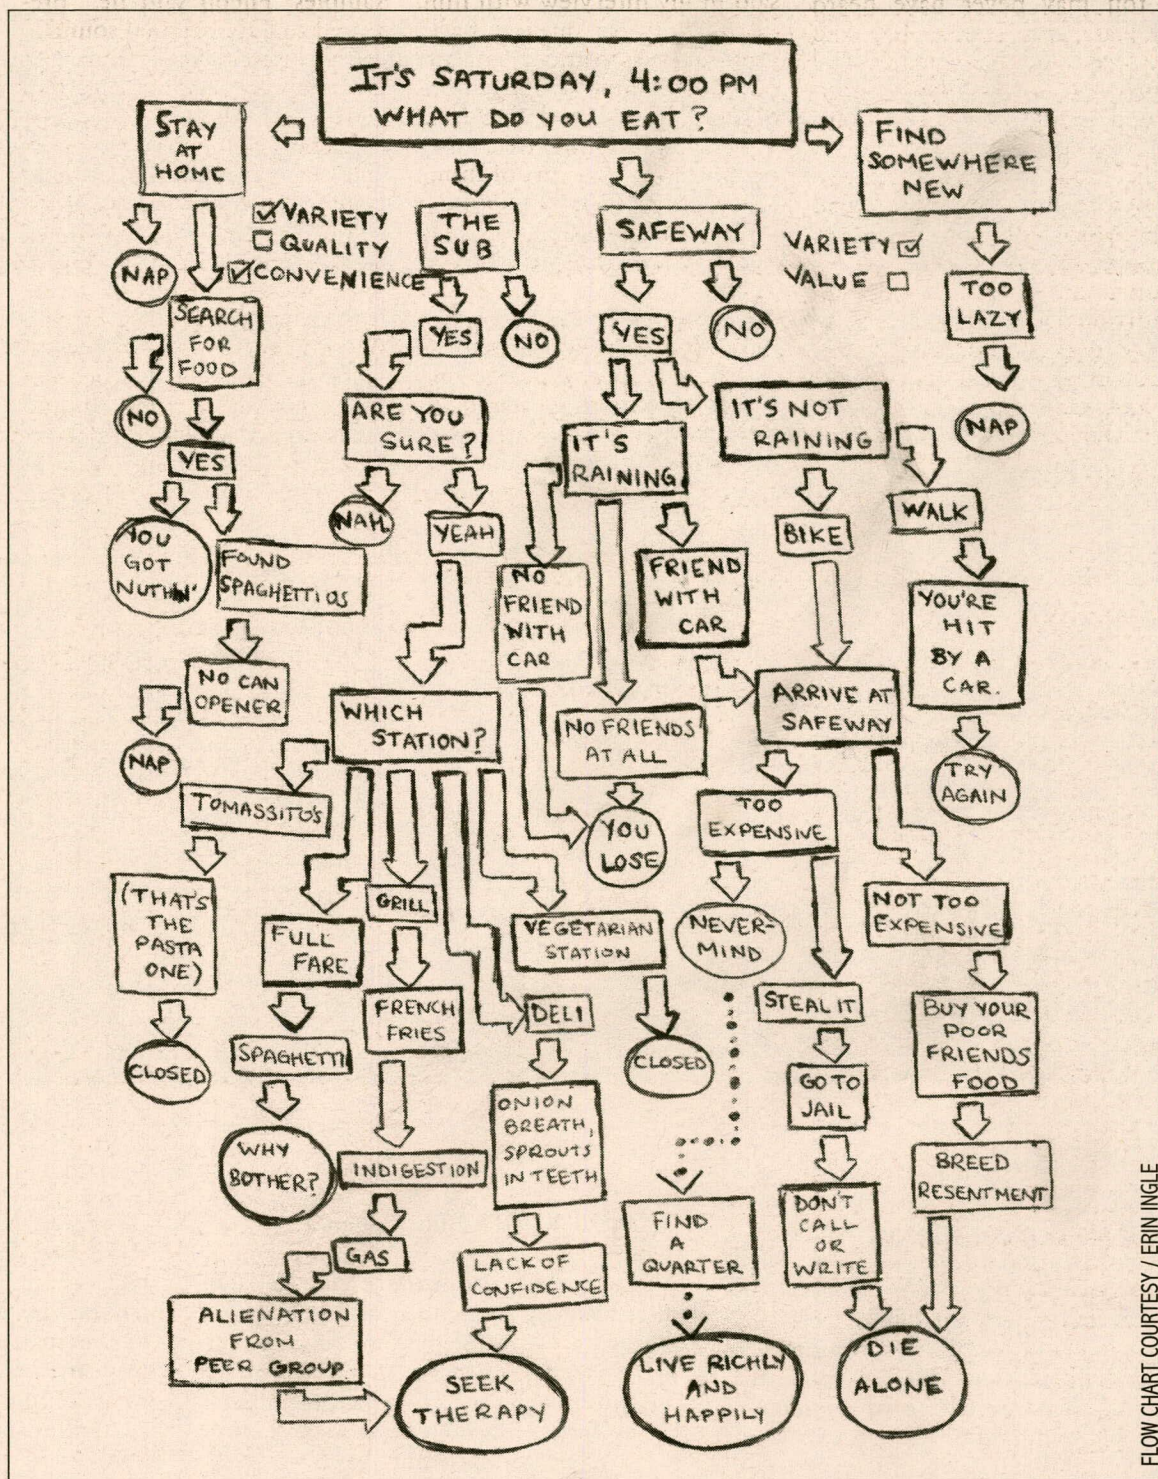 IT'S SATURDAY, 4:00 PM
WHAT DO YOU EAT?
STAY
AT
HOME
FIND
SOMEWHERE
NEW
VARIETY
QUALITY
CONVENIENCE
THE
SUB
SAFEWAY
VARIETY
VALUE
NAP
SEARCH
FOR
FOOD
YES
NO
YES
NO
TOO
LAZY
NO
YES
ARE YOU
SURE?
IT'S
RAINING
IT'S NOT
RAINING
NAP
YOU
GOT
NUTHN'
FOUND
SPAGHETTIOS
NAH
YEAH
NO
FRIEND
WITH
CAR
FRIEND
WITH
CAR
BIKE
WALK
YOU'RE
HIT
BY A
CAR.
NO CAN
OPENER
WHICH
STATION?
NO FRIENDS
AT ALL
ARRIVE AT
SAFEWAY
NAP
TOMASSITO'S
YOU
LOSE
TOO
EXPENSIVE
TRY
AGAIN
(THAT'S
THE
PASTA
ONE)
FULL
FARE
GRILL
VEGETARIAN
STATION
NEVER-
MIND
NOT TOO
EXPENSIVE
FRENCH
FRIES
DELI
STEAL IT
BUY YOUR
POOR
FRIENDS
FOOD
CLOSED
SPAGHETTI
CLOSED
GO TO
JAIL
WHY
BOTHER?
INDIGESTION
ONION
BREATH,
SPROUTS
IN TEETH
BREED
RESENTMENT
GAS
LACK OF
CONFIDENCE
FIND
A
QUARTER
DON'T
CALL
OR
WRITE
ALIENATION
FROM
PEER GROUP
SEEK
THERAPY
LIVE RICHLY
AND
HAPPILY
DIE
ALONE
FLOW CHART COURTESY / ERIN INGLE